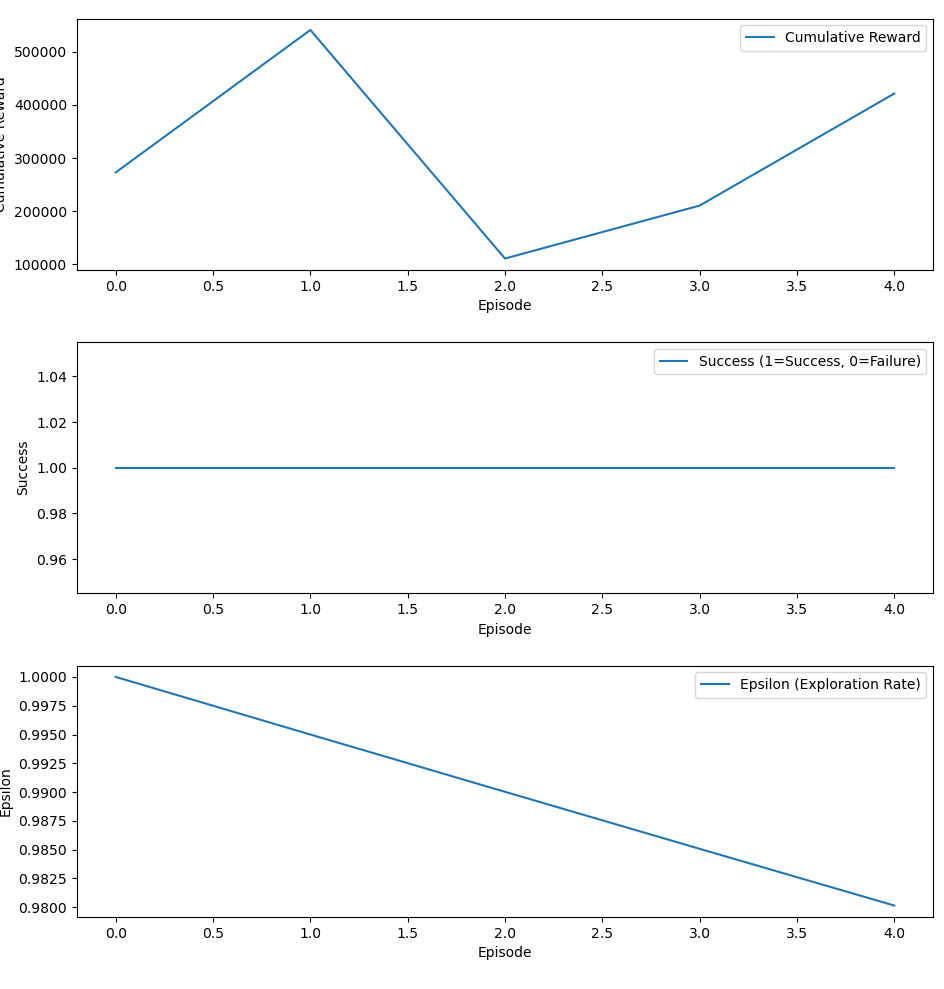 Cumulative Reward
500000
400000
300000
200000
100000
Cumulative Reward
0.0 0.5 1.0 1.5 2.0 2.5 3.0 3.5 4.0
Episode
Success (1=Success, 0=Failure)
1.04
1.02
1.00
0.98
0.96
Success
0.0 0.5 1.0 1.5 2.0 2.5 3.0 3.5 4.0
Episode
Epsilon (Exploration Rate)
1.0000
0.9975
0.9950
0.9925
0.9900
0.9875
0.9850
0.9825
0.9800
Epsilon
0.0 0.5 1.0 1.5 2.0 2.5 3.0 3.5 4.0
Episode